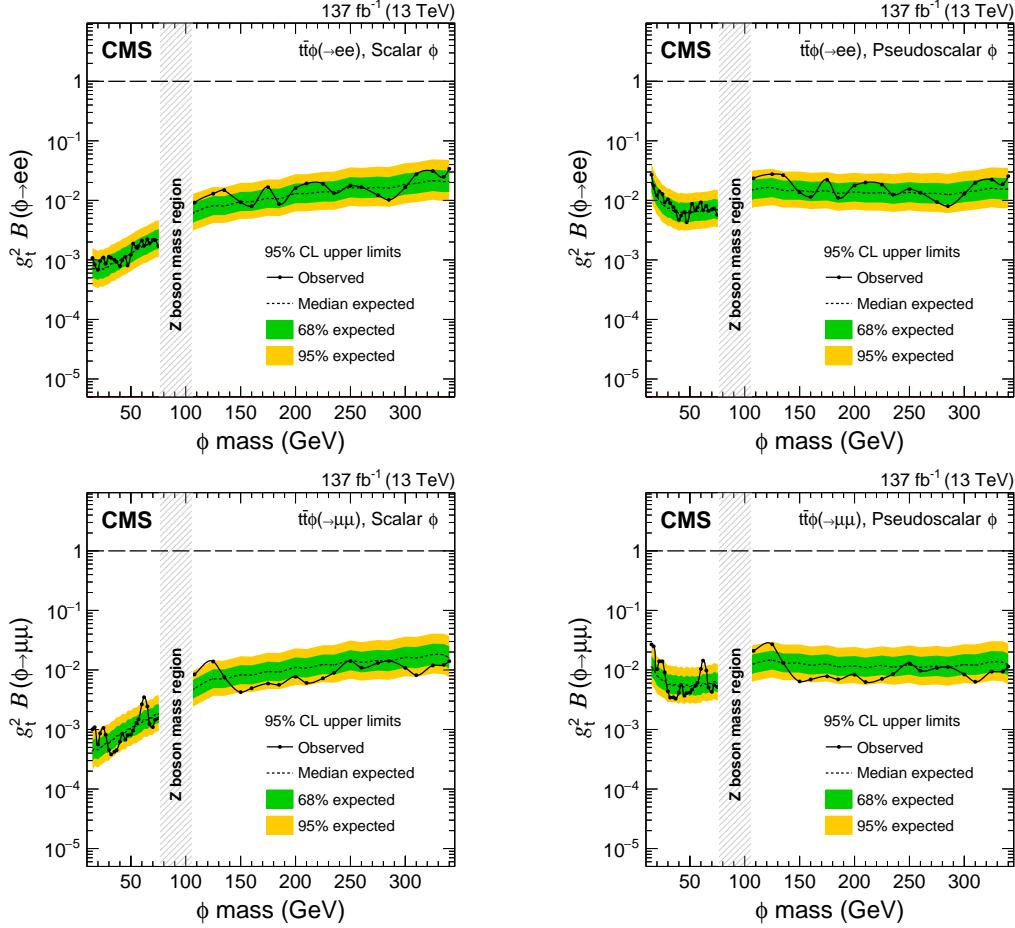 137 fb⁻¹ (13 TeV)
CMS
tt̄ϕ(→ee), Scalar ϕ
1
10⁻¹
10⁻²
10⁻³
10⁻⁴
10⁻⁵
g²ₜ B (ϕ→ee)
Z boson mass region
95% CL upper limits
Observed
Median expected
68% expected
95% expected
50 100 150 200 250 300
ϕ mass (GeV)
137 fb⁻¹ (13 TeV)
CMS
tt̄ϕ(→ee), Pseudoscalar ϕ
1
10⁻¹
10⁻²
10⁻³
10⁻⁴
10⁻⁵
g²ₜ B (ϕ→ee)
Z boson mass region
95% CL upper limits
Observed
Median expected
68% expected
95% expected
50 100 150 200 250 300
ϕ mass (GeV)
137 fb⁻¹ (13 TeV)
CMS
tt̄ϕ(→μμ), Scalar ϕ
1
10⁻¹
10⁻²
10⁻³
10⁻⁴
10⁻⁵
g²ₜ B (ϕ→μμ)
Z boson mass region
95% CL upper limits
Observed
Median expected
68% expected
95% expected
50 100 150 200 250 300
ϕ mass (GeV)
137 fb⁻¹ (13 TeV)
CMS
tt̄ϕ(→μμ), Pseudoscalar ϕ
1
10⁻¹
10⁻²
10⁻³
10⁻⁴
10⁻⁵
g²ₜ B (ϕ→μμ)
Z boson mass region
95% CL upper limits
Observed
Median expected
68% expected
95% expected
50 100 150 200 250 300
ϕ mass (GeV)